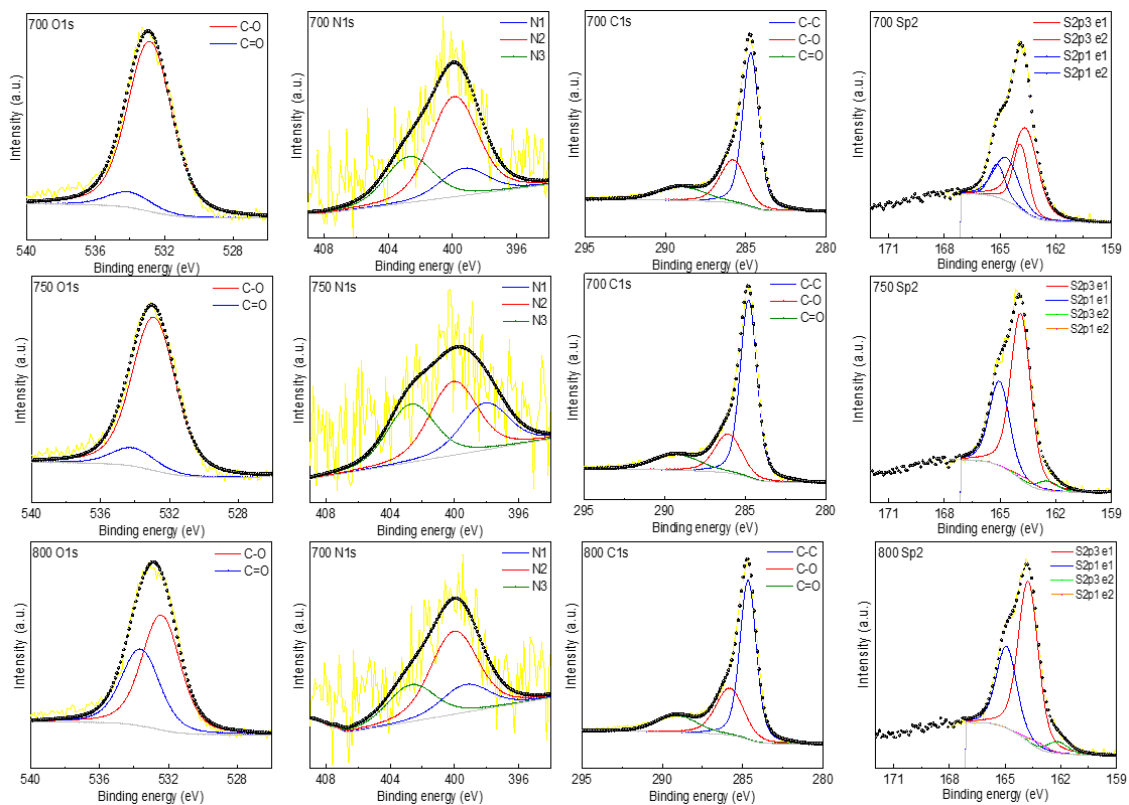 700 O1s
C-O
C=O
Intensity (a.u.)
540 536 532 528
Binding energy (eV)
700 N1s
N1
N2
N3
Intensity (a.u.)
408 404 400 396
Binding energy (eV)
700 C1s
C-C
C-O
C=O
Intensity (a.u.)
295 290 285 280
Binding energy (eV)
700 Sp2
S2p3 e1
S2p3 e2
S2p1 e1
S2p1 e2
Intensity (a.u.)
171 168 165 162 159
Binding energy (eV)
750 O1s
C-O
C=O
Intensity (a.u.)
540 536 532 528
Binding energy (eV)
750 N1s
N1
N2
N3
Intensity (a.u.)
408 404 400 396
Binding energy (eV)
700 C1s
C-C
C-O
C=O
Intensity (a.u.)
295 290 285 280
Binding energy (eV)
750 Sp2
S2p3 e1
S2p1 e1
S2p3 e2
S2p1 e2
Intensity (a.u.)
171 168 165 162 159
Binding energy (eV)
800 O1s
C-O
C=O
Intensity (a.u.)
540 536 532 528
Binding energy (eV)
700 N1s
N1
N2
N3
Intensity (a.u.)
408 404 400 396
Binding energy (eV)
800 C1s
C-C
C-O
C=O
Intensity (a.u.)
295 290 285 280
Binding energy (eV)
800 Sp2
S2p3 e1
S2p1 e1
S2p3 e2
S2p1 e2
Intensity (a.u.)
171 168 165 162 159
Binding energy (eV)